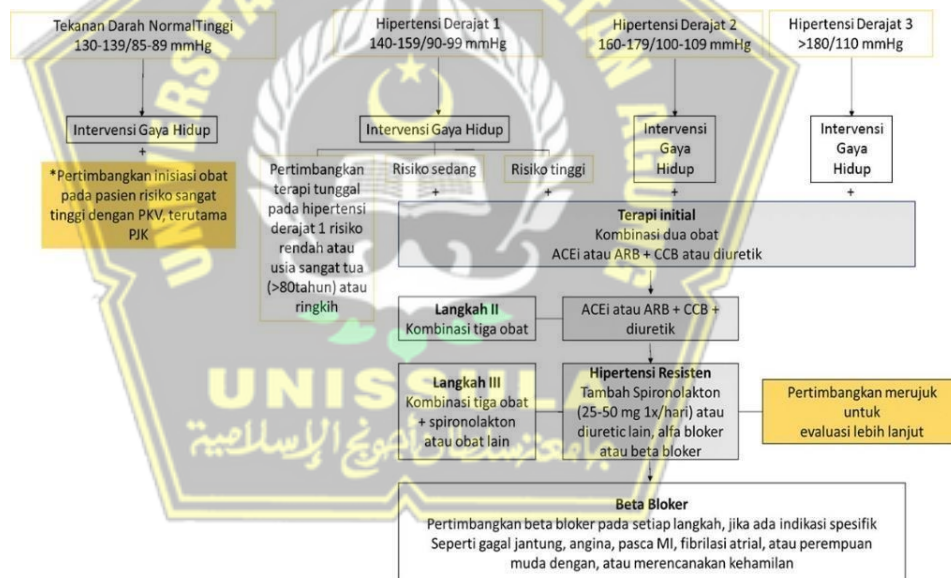 Tekanan Darah NormalTinggi
130-139/85-89 mmHg
Hipertensi Derajat 1
140-159/90-99 mmHg
Hipertensi Derajat 2
160-179/100-109 mmHg
Hipertensi Derajat 3
>180/110 mmHg
Intervensi Gaya Hidup
+
*Pertimbangkan inisiasi obat
pada pasien risiko sangat
tinggi dengan PKV, terutama
PJK
Intervensi Gaya Hidup
Pertimbangkan
terapi tunggal
pada hipertensi
derajat 1 risiko
rendah atau
usia sangat tua
(>80tahun) atau
ringkih
Risiko sedang
+
Risiko tinggi
+
Intervensi
Gaya
Hidup
+
Intervensi
Gaya
Hidup
+
Terapi initial
Kombinasi dua obat
ACEi atau ARB + CCB atau diuretik
Langkah II
Kombinasi tiga obat
ACEi atau ARB + CCB +
diuretik
Langkah III
Kombinasi tiga obat
+ spironolakton
atau obat lain
Hipertensi Resisten
Tambah Spironolakton
(25-50 mg 1x/hari) atau
diuretic lain, alfa bloker
atau beta bloker
Pertimbangkan merujuk
untuk
evaluasi lebih lanjut
Beta Bloker
Pertimbangkan beta bloker pada setiap langkah, jika ada indikasi spesifik
Seperti gagal jantung, angina, pasca MI, fibrilasi atrial, atau perempuan
muda dengan, atau merencanakan kehamilan
UNISSULA
جامعتسلطان أجونج الإسلامية